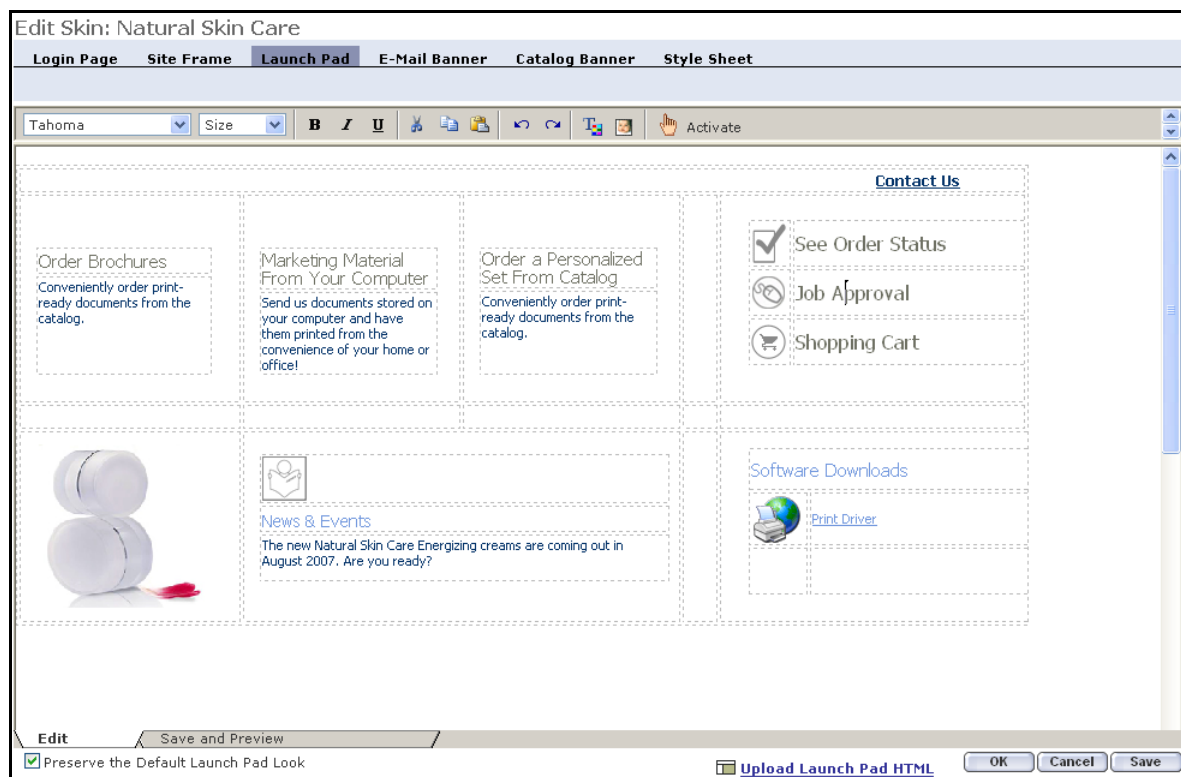 Edit Skin: Natural Skin Care
Login Page Site Frame Launch Pad E-Mail Banner Catalog Banner Style Sheet
Tahoma Size B I U T Activate
Contact Us
Order Brochures
Conveniently order print-
ready documents from the
catalog.
Marketing Material
From Your Computer
Send us documents stored on
your computer and have
them printed from the
convenience of your home or
office!
Order a Personalized
Set From Catalog
Conveniently order print-
ready documents from the
catalog.
See Order Status
Job Approval
Shopping Cart
News & Events
The new Natural Skin Care Energizing creams are coming out in
August 2007. Are you ready?
Software Downloads
Print Driver
Edit Save and Preview
Preserve the Default Launch Pad Look
Upload Launch Pad HTML OK Cancel Save